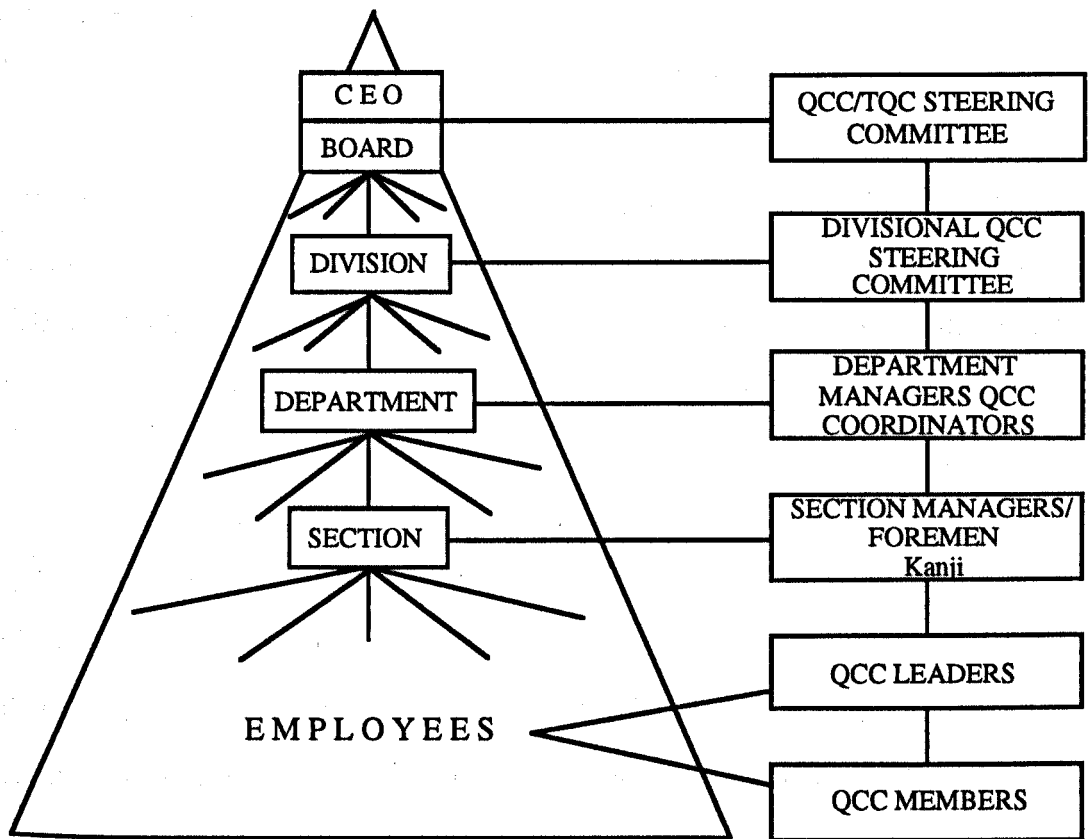 CEO
BOARD
DIVISION
DEPARTMENT
SECTION
EMPLOYEES
QCC/TQC STEERING
COMMITTEE
DIVISIONAL QCC
STEERING
COMMITTEE
DEPARTMENT
MANAGERS QCC
COORDINATORS
SECTION MANAGERS/
FOREMEN
Kanji
QCC LEADERS
QCC MEMBERS